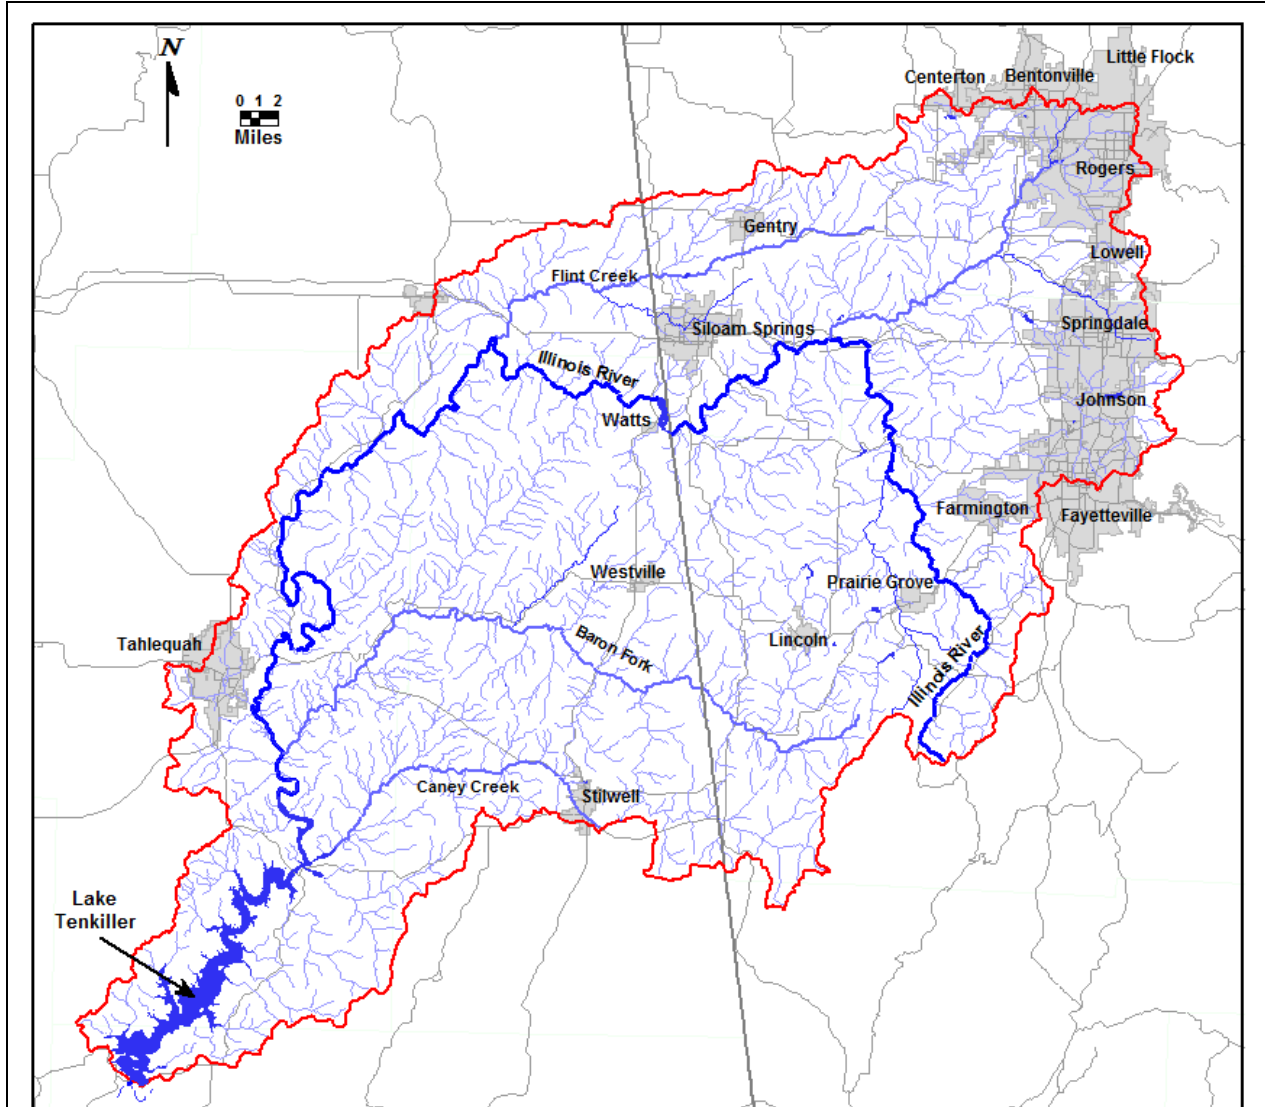 N
Little Flock
Centerton
Bentonville
0 1 2
Miles
Rogers
Gentry
Lowell
Flint Creek
Siloam Springs
Springdale
Illinois River
Johnson
Watts
Farmington
Fayetteville
Westville
Prairie Grove
Baron Fork
Lincoln
Tahlequah
Illinois River
Caney Creek
Stilwell
Lake
Tenkiller